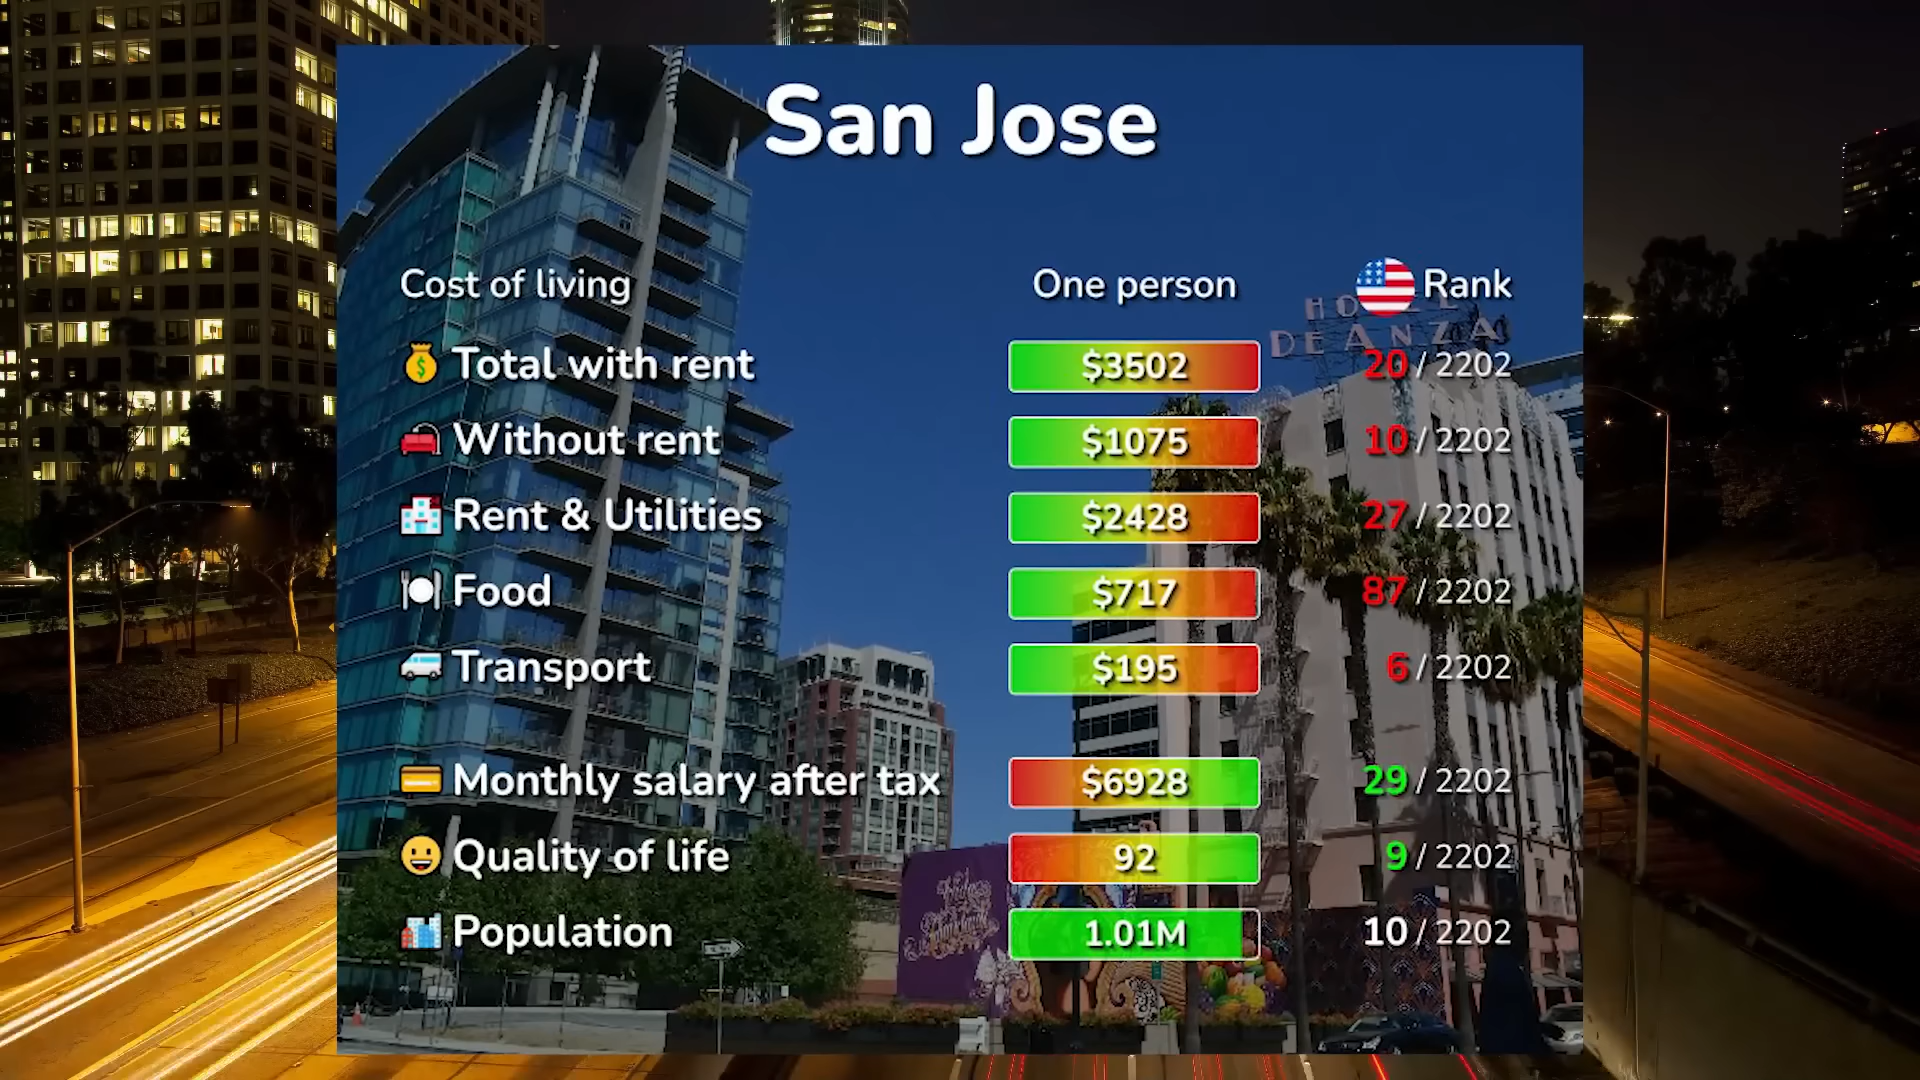 San Jose
Cost of living One person Rank
Total with rent $3502 20 / 2202
Without rent $1075 10 / 2202
Rent & Utilities $2428 27 / 2202
Food $717 87 / 2202
Transport $195 6 / 2202
Monthly salary after tax $6928 29 / 2202
Quality of life 92 9 / 2202
Population 1.01M 10 / 2202
DE ANZA